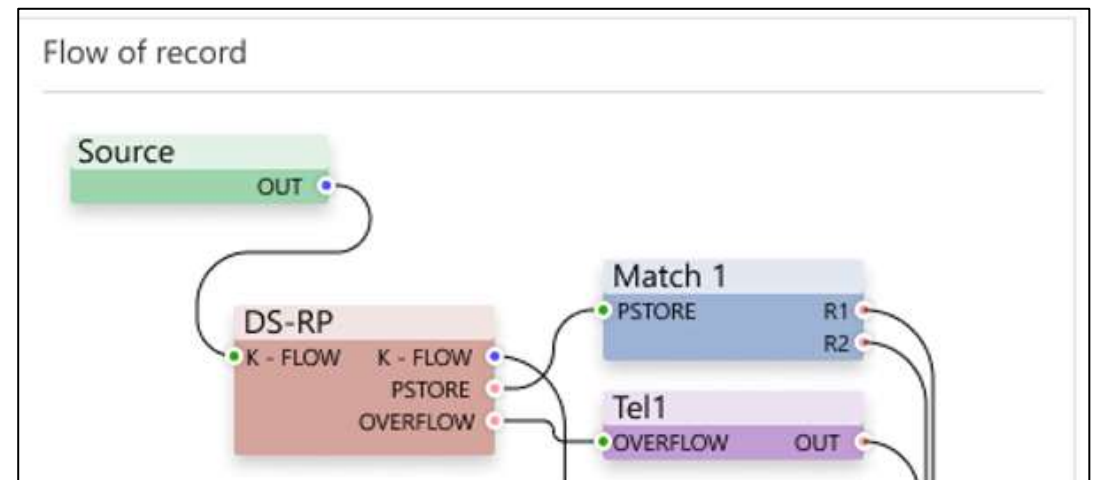 Flow of record
Source
OUT
DS-RP
K - FLOW K - FLOW
PSTORE
OVERFLOW
Match 1
PSTORE R1
R2
Tel1
OVERFLOW OUT